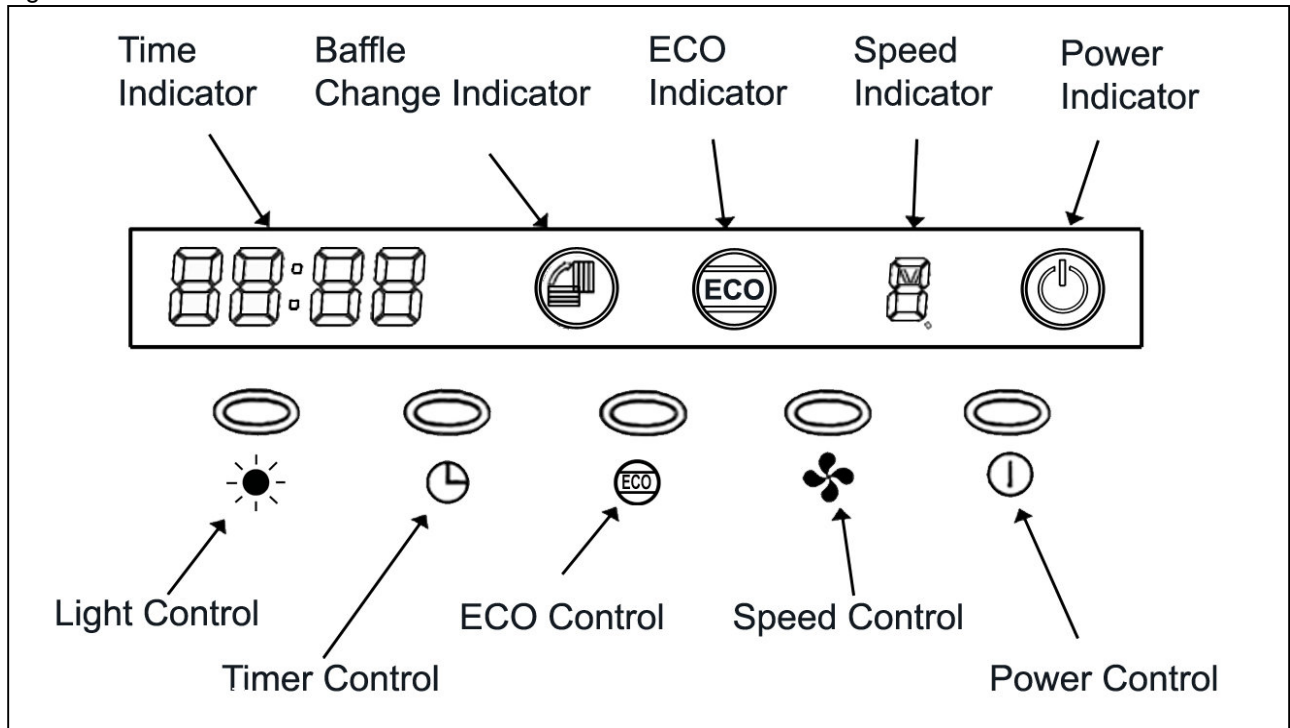 Time
Indicator
Baffle
Change Indicator
ECO
Indicator
Speed
Indicator
Power
Indicator
88:88
ECO
8.
ECO
Light Control
Timer Control
ECO Control
Speed Control
Power Control